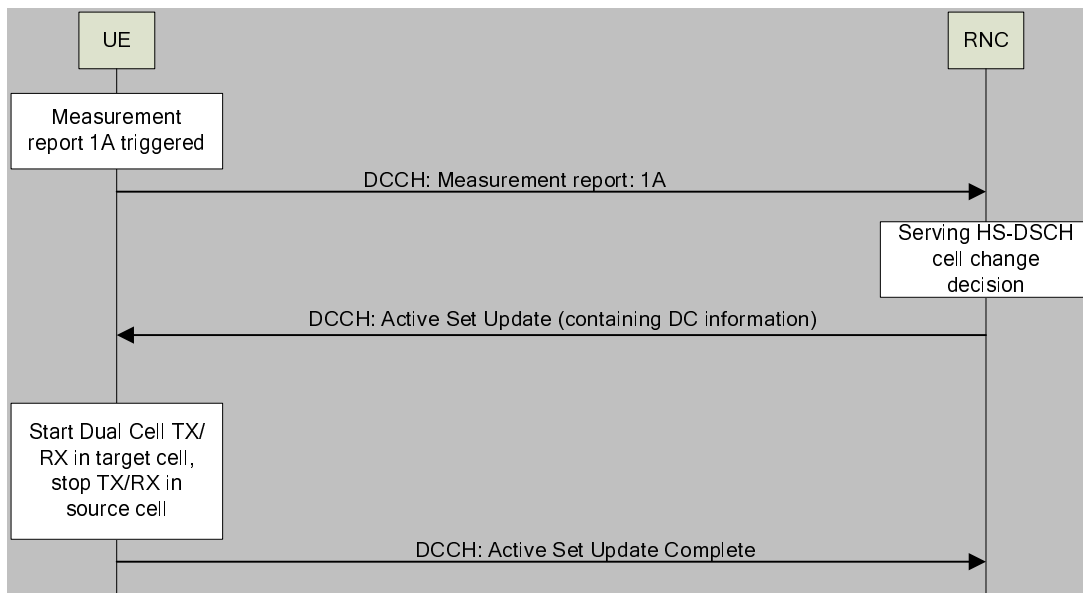 UE
RNC
Measurement
report 1A triggered
DCCH: Measurement report: 1A
Serving HS-DSCH
cell change
decision
DCCH: Active Set Update (containing DC information)
Start Dual Cell TX/
RX in target cell,
stop TX/RX in
source cell
DCCH: Active Set Update Complete